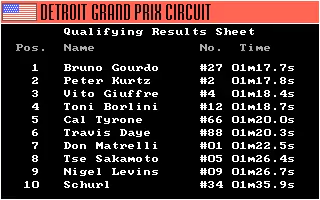 DETROIT GRAND PRIX CIRCUIT
Qualifying Results Sheet
Pos. Name No. Time
1 Bruno Gourdo #27 01m17.7s
2 Peter Kurtz #2 01m17.8s
3 Vito Giuffre #4 01m18.4s
4 Toni Borlini #12 01m18.7s
5 Cal Tyrone #66 01m20.0s
6 Travis Daye #88 01m20.3s
7 Don Matrelli #01 01m22.5s
8 Tse Sakamoto #05 01m26.4s
9 Nigel Levins #09 01m26.7s
10 Schurl #34 01m35.9s